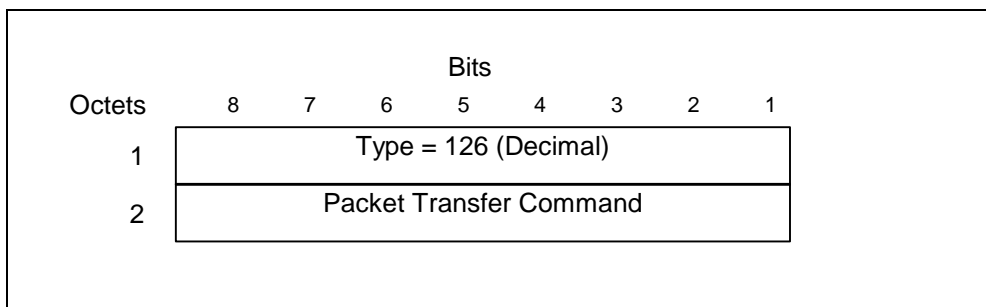 Bits
Octets 8 7 6 5 4 3 2 1
1 Type = 126 (Decimal)
2 Packet Transfer Command